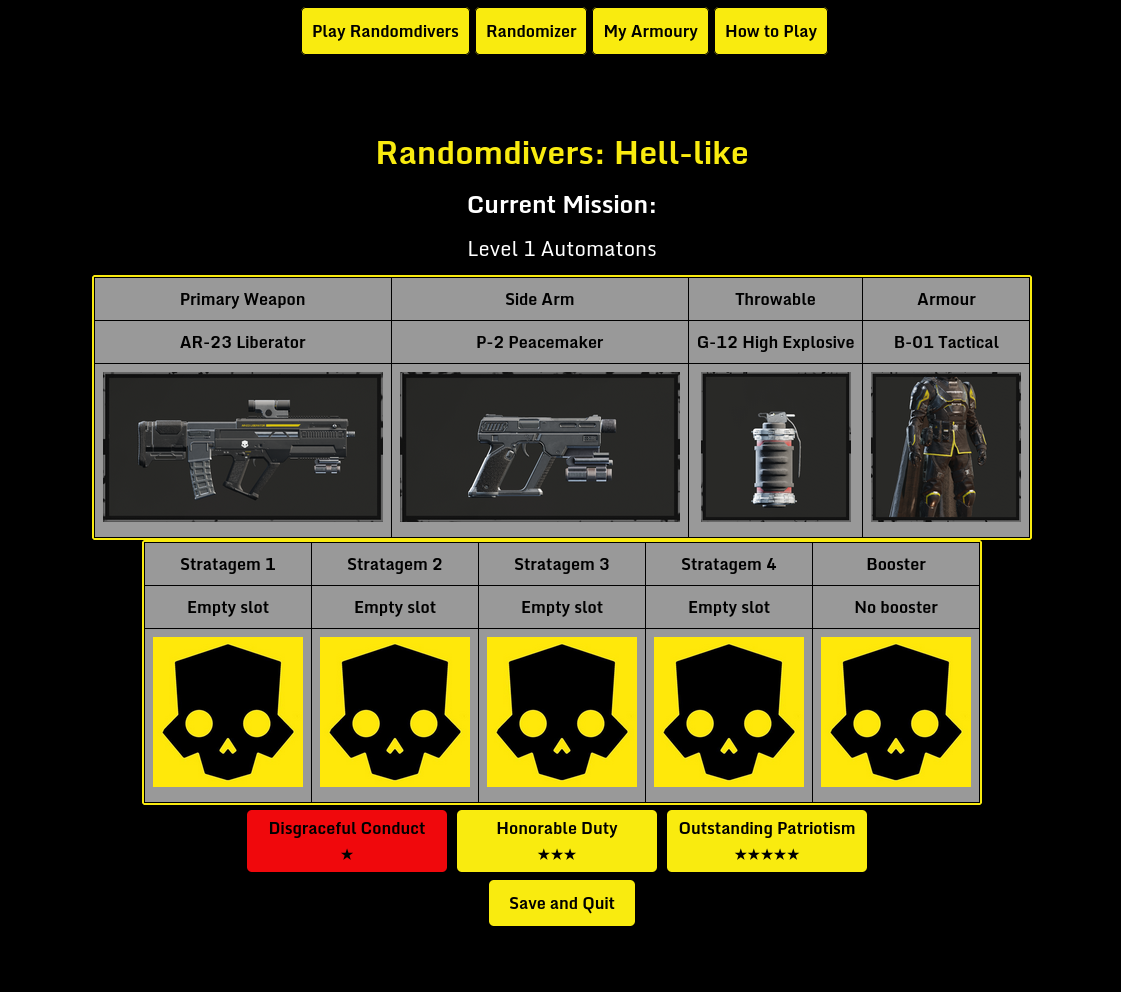 Play Randomdivers
Randomizer
My Armoury
How to Play
Randomdivers: Hell-like
Current Mission:
Level 1 Automatons
Primary Weapon
Side Arm
Throwable
Armour
AR-23 Liberator
P-2 Peacemaker
G-12 High Explosive
B-01 Tactical
Stratagem 1
Stratagem 2
Stratagem 3
Stratagem 4
Booster
Empty slot
Empty slot
Empty slot
Empty slot
No booster
Disgraceful Conduct
★
Honorable Duty
★★★
Outstanding Patriotism
★★★★★
Save and Quit